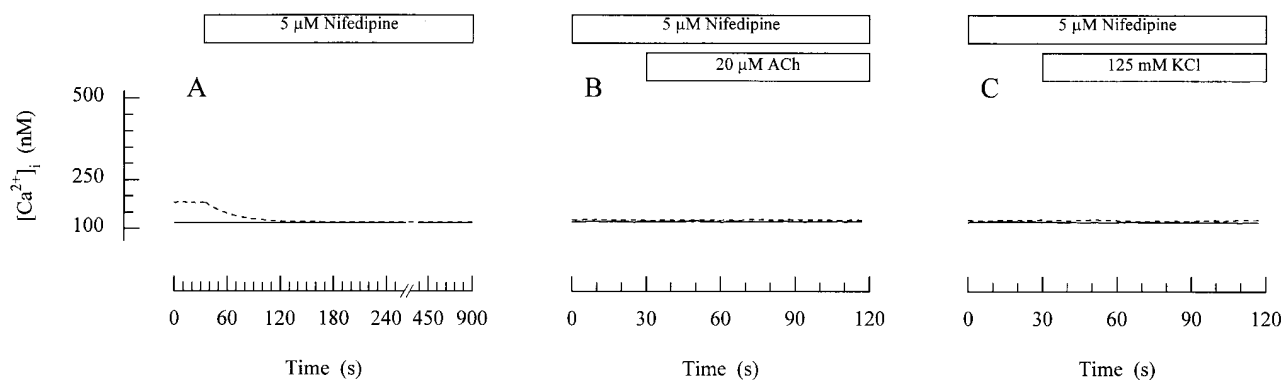 5 µM Nifedipine
5 µM Nifedipine
5 µM Nifedipine
20 µM ACh
125 mM KCl
A
B
C
[Ca²⁺]ᵢ (nM)
500
250
100
0 60 120 180 240 450 900
0 30 60 90 120
0 30 60 90 120
Time (s)
Time (s)
Time (s)